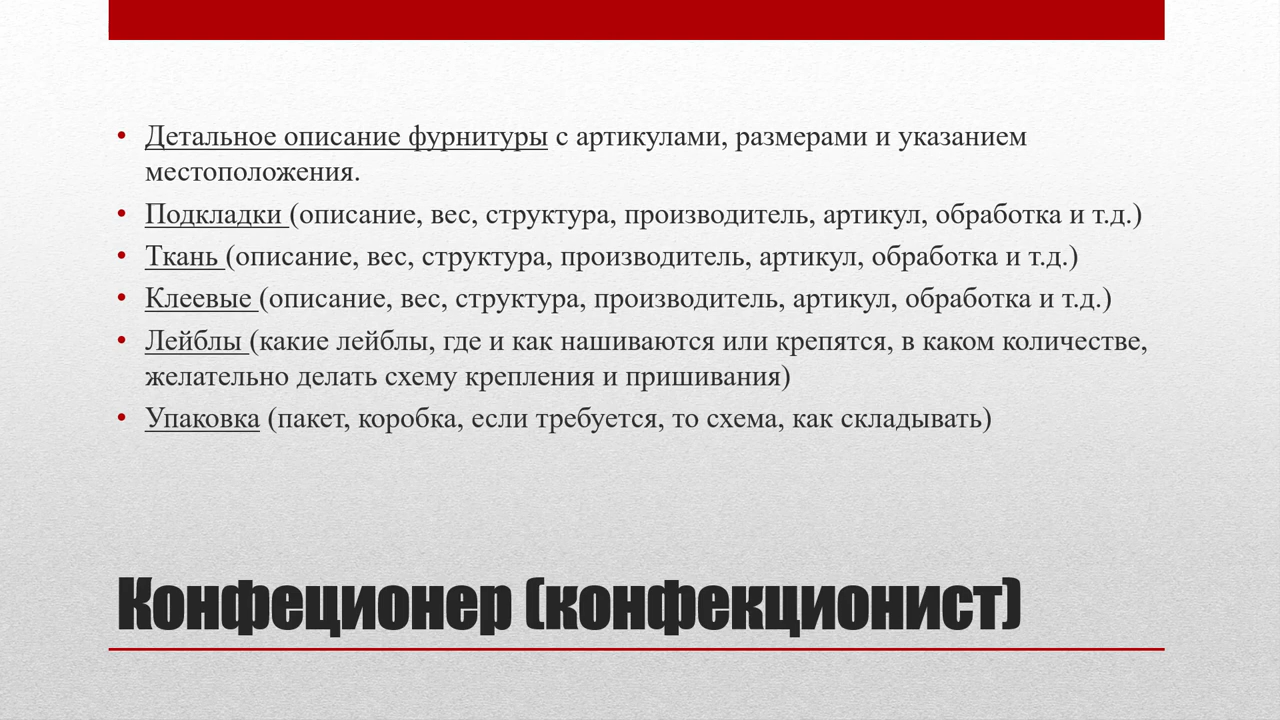 • Детальное описание фурнитуры с артикулами, размерами и указанием
местоположения.
• Подкладки (описание, вес, структура, производитель, артикул, обработка и т.д.)
• Ткань (описание, вес, структура, производитель, артикул, обработка и т.д.)
• Клеевые (описание, вес, структура, производитель, артикул, обработка и т.д.)
• Лейблы (какие лейблы, где и как нашиваются или крепятся, в каком количестве,
желательно делать схему крепления и пришивания)
• Упаковка (пакет, коробка, если требуется, то схема, как складывать)
Конфеционер (конфекционист)